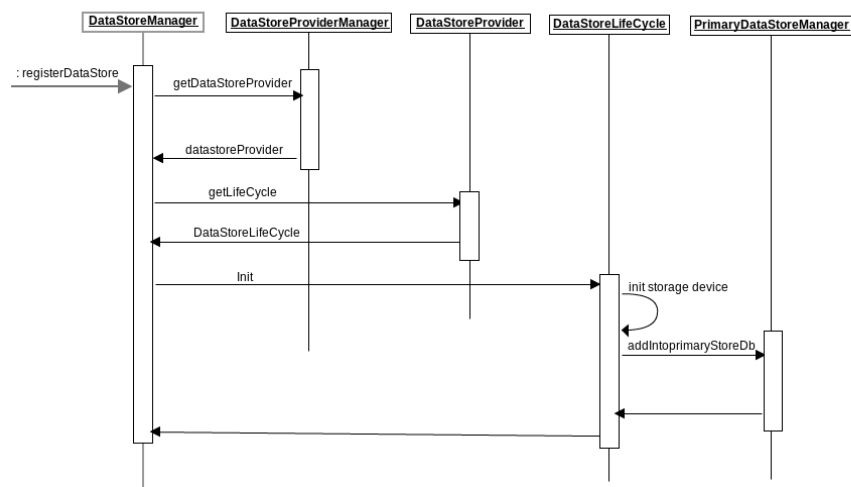 DataStoreManager
DataStoreProviderManager
DataStoreProvider
DataStoreLifeCycle
PrimaryDataStoreManager
: registerDataStore
getDataStoreProvider
datastoreProvider
getLifeCycle
DataStoreLifeCycle
Init
init storage device
addIntoprimaryStoreDb